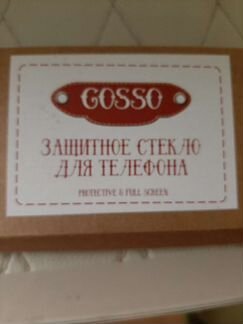 GOSSO
ЗАЩИТНОЕ СТЕКЛО
ДЛЯ ТЕЛЕФОНА
PROTECTIVE & FULL SCREEN